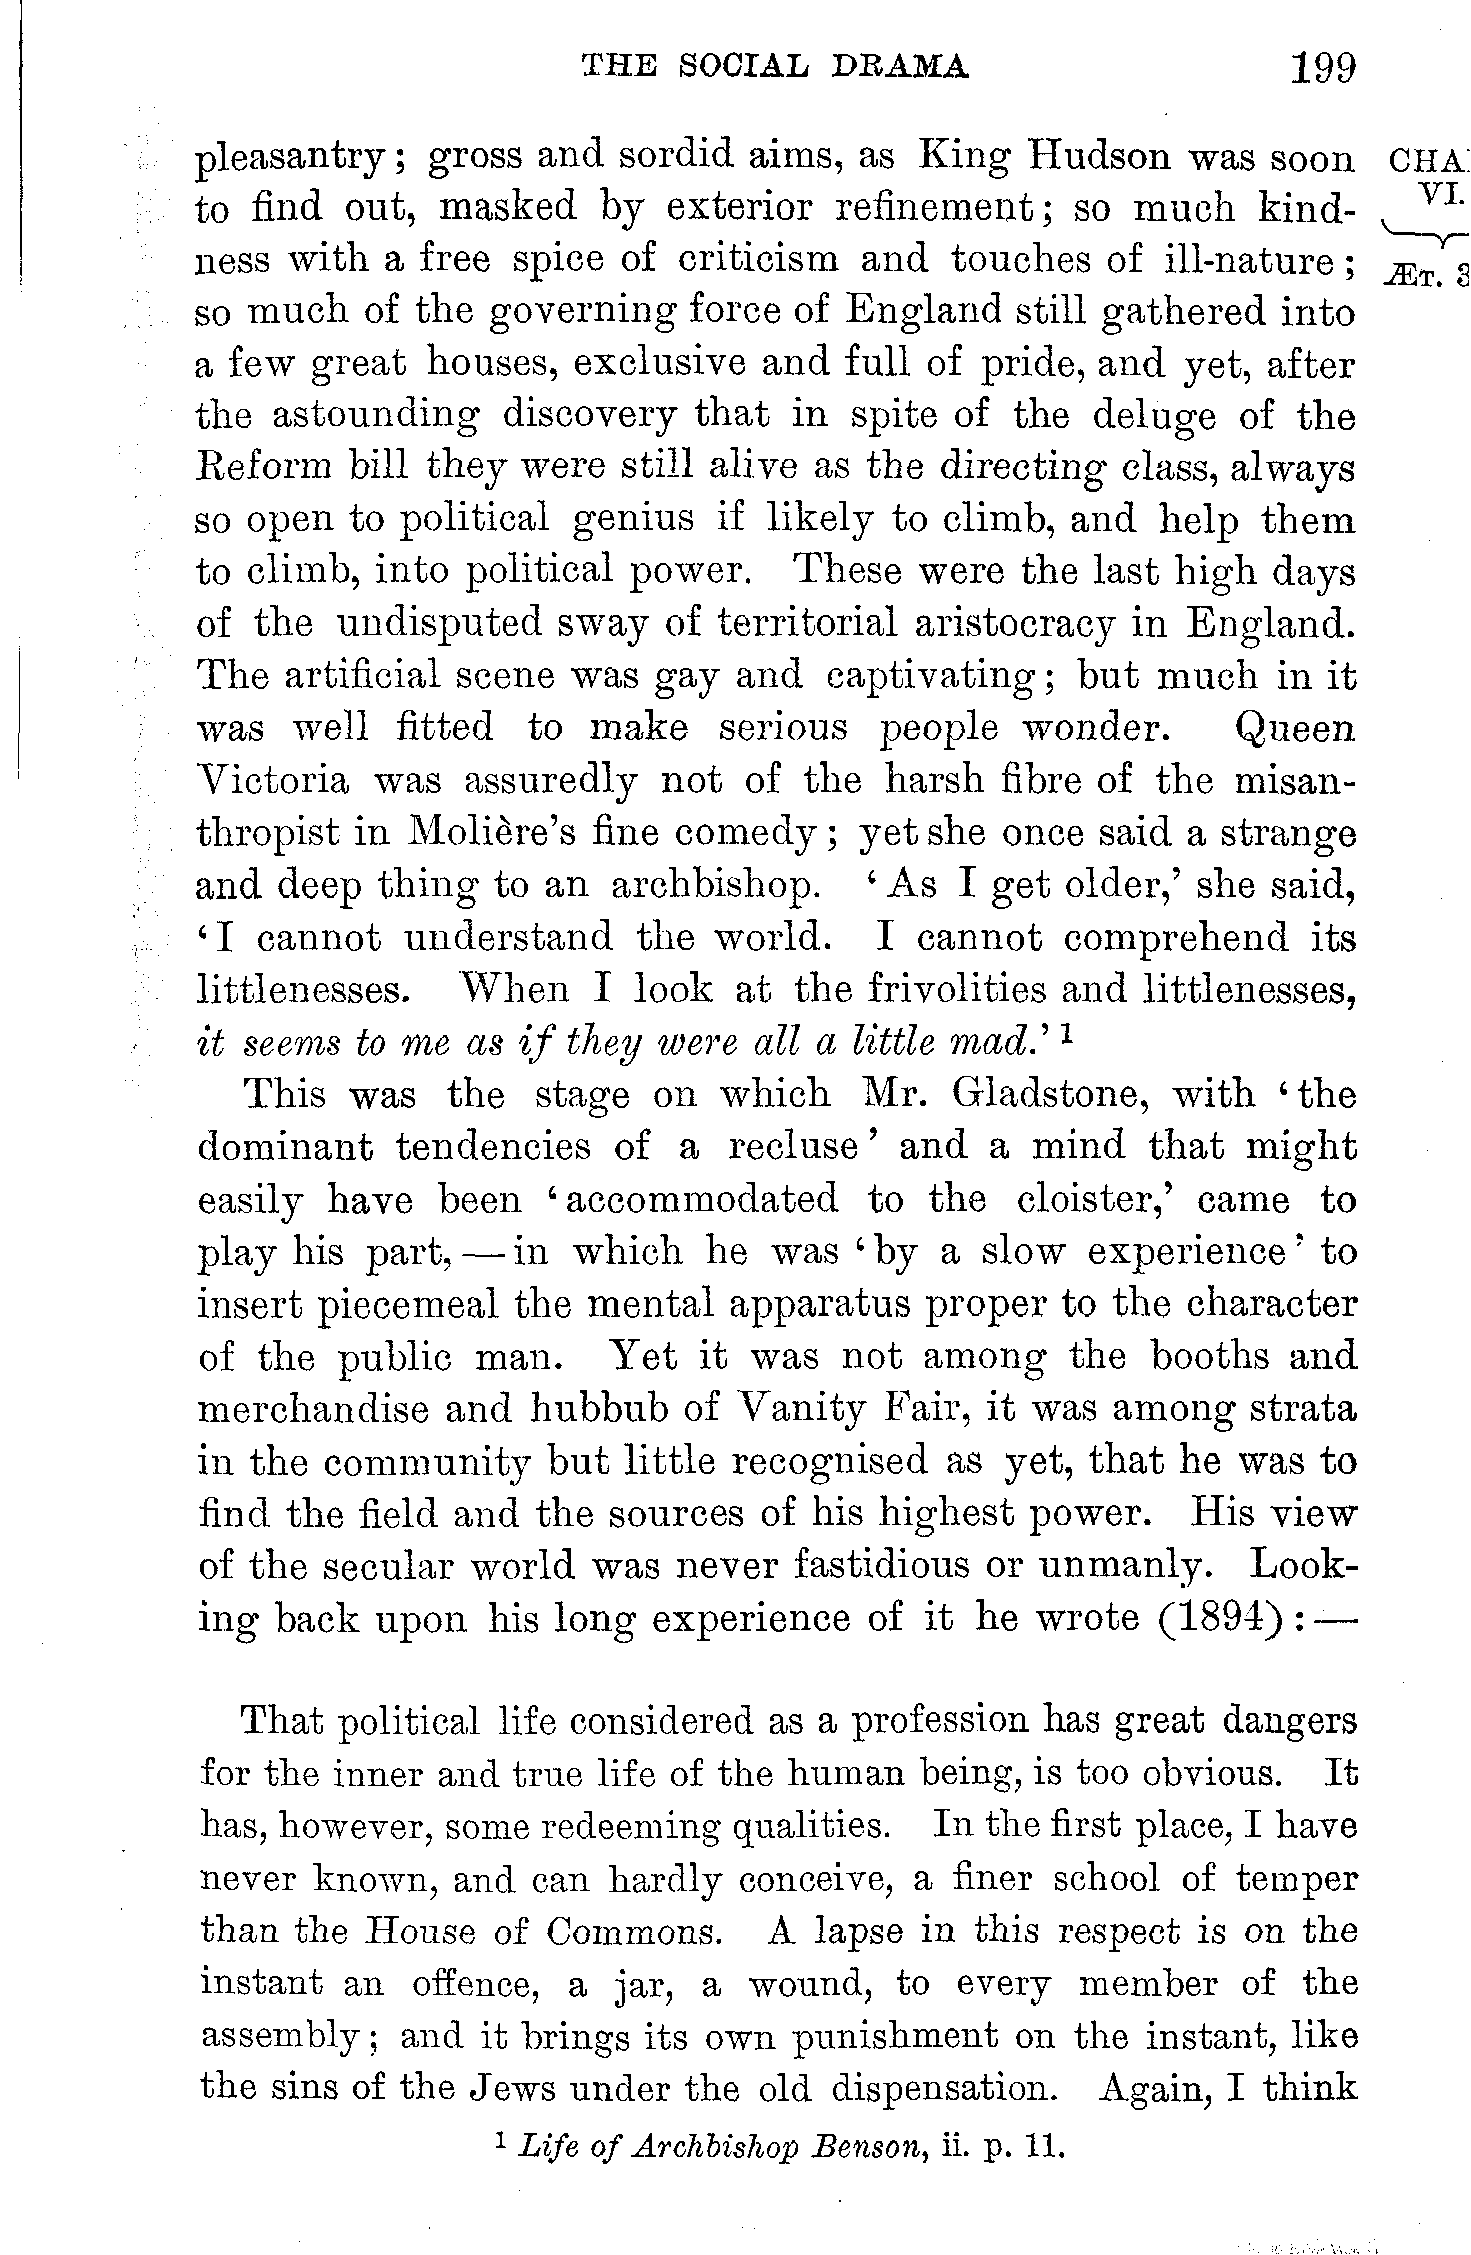 THE SOCIAL DRAMA 199
pleasantry; gross and sordid aims, as King Hudson was soon
to find out, masked by exterior refinement; so much kind-
ness with a free spice of criticism and touches of ill-nature;
so much of the governing force of England still gathered into
a few great houses, exclusive and full of pride, and yet, after
the astounding discovery that in spite of the deluge of the
Reform bill they were still alive as the directing class, always
so open to political genius if likely to climb, and help them
to climb, into political power. These were the last high days
of the undisputed sway of territorial aristocracy in England.
The artificial scene was gay and captivating; but much in it
was well fitted to make serious people wonder. Queen
Victoria was assuredly not of the harsh fibre of the misan-
thropist in Molière's fine comedy; yet she once said a strange
and deep thing to an archbishop. 'As I get older,' she said,
'I cannot understand the world. I cannot comprehend its
littlenesses. When I look at the frivolities and littlenesses,
it seems to me as if they were all a little mad.' 1
This was the stage on which Mr. Gladstone, with 'the
dominant tendencies of a recluse' and a mind that might
easily have been 'accommodated to the cloister,' came to
play his part,—in which he was 'by a slow experience' to
insert piecemeal the mental apparatus proper to the character
of the public man. Yet it was not among the booths and
merchandise and hubbub of Vanity Fair, it was among strata
in the community but little recognised as yet, that he was to
find the field and the sources of his highest power. His view
of the secular world was never fastidious or unmanly. Look-
ing back upon his long experience of it he wrote (1894):—
That political life considered as a profession has great dangers
for the inner and true life of the human being, is too obvious. It
has, however, some redeeming qualities. In the first place, I have
never known, and can hardly conceive, a finer school of temper
than the House of Commons. A lapse in this respect is on the
instant an offence, a jar, a wound, to every member of the
assembly; and it brings its own punishment on the instant, like
the sins of the Jews under the old dispensation. Again, I think
1 Life of Archbishop Benson, ii. p. 11.
CHA
VI.
ÆT. 3